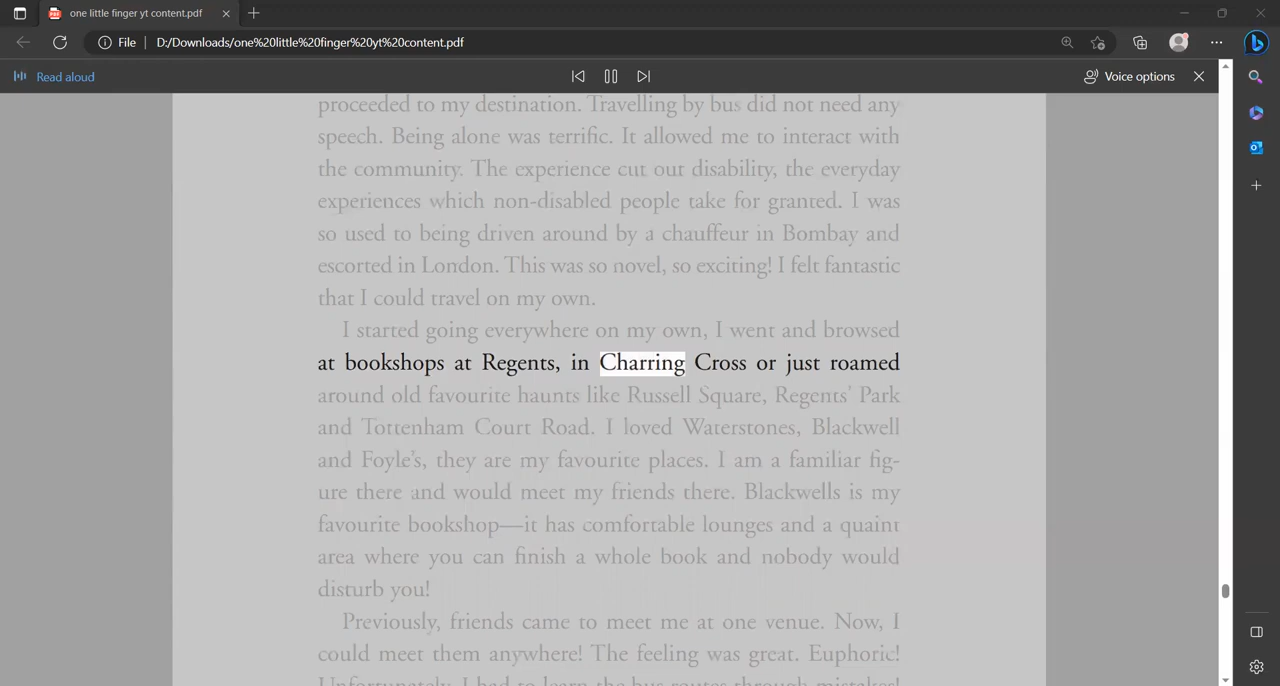 one little finger yt content.pdf
File
D:/Downloads/one%20little%20finger%20yt%20content.pdf
Read aloud
Voice options
proceeded to my destination. Travelling by bus did not need any
speech. Being alone was terrific. It allowed me to interact with
the community. The experience cut out disability, the everyday
experiences which non-disabled people take for granted. I was
so used to being driven around by a chauffeur in Bombay and
escorted in London. This was so novel, so exciting! I felt fantastic
that I could travel on my own.
I started going everywhere on my own, I went and browsed
at bookshops at Regents, in Charring Cross or just roamed
around old favourite haunts like Russell Square, Regents' Park
and Tottenham Court Road. I loved Waterstones, Blackwell
and Foyle's, they are my favourite places. I am a familiar fig-
ure there and would meet my friends there. Blackwells is my
favourite bookshop—it has comfortable lounges and a quaint
area where you can finish a whole book and nobody would
disturb you!
Previously, friends came to meet me at one venue. Now, I
could meet them anywhere! The feeling was great. Euphoric!
Unfortunately, I had to learn the bus routes through mistakes!